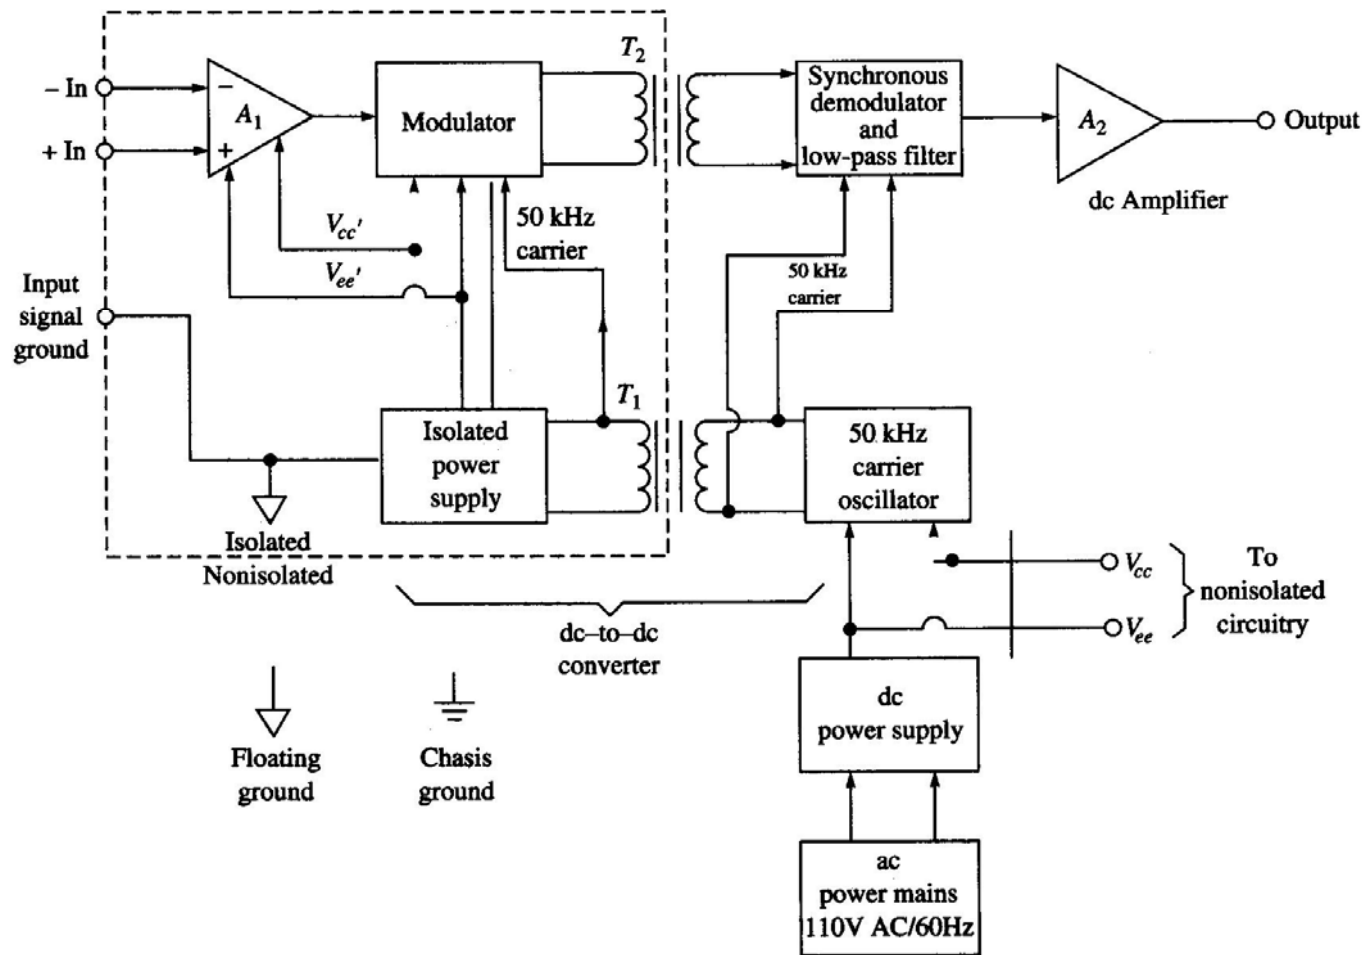 T2
– In
A1
−
+
+ In
Modulator
Synchronous
demodulator
and
low-pass filter
A2
Output
dc Amplifier
Vcc'
Vee'
50 kHz
carrier
50 kHz
carrier
Input
signal
ground
T1
Isolated
power
supply
50 kHz
carrier
oscillator
Isolated
Nonisolated
Vcc
Vee
To
nonisolated
circuitry
dc–to–dc
converter
dc
power supply
Floating
ground
Chasis
ground
ac
power mains
110V AC/60Hz